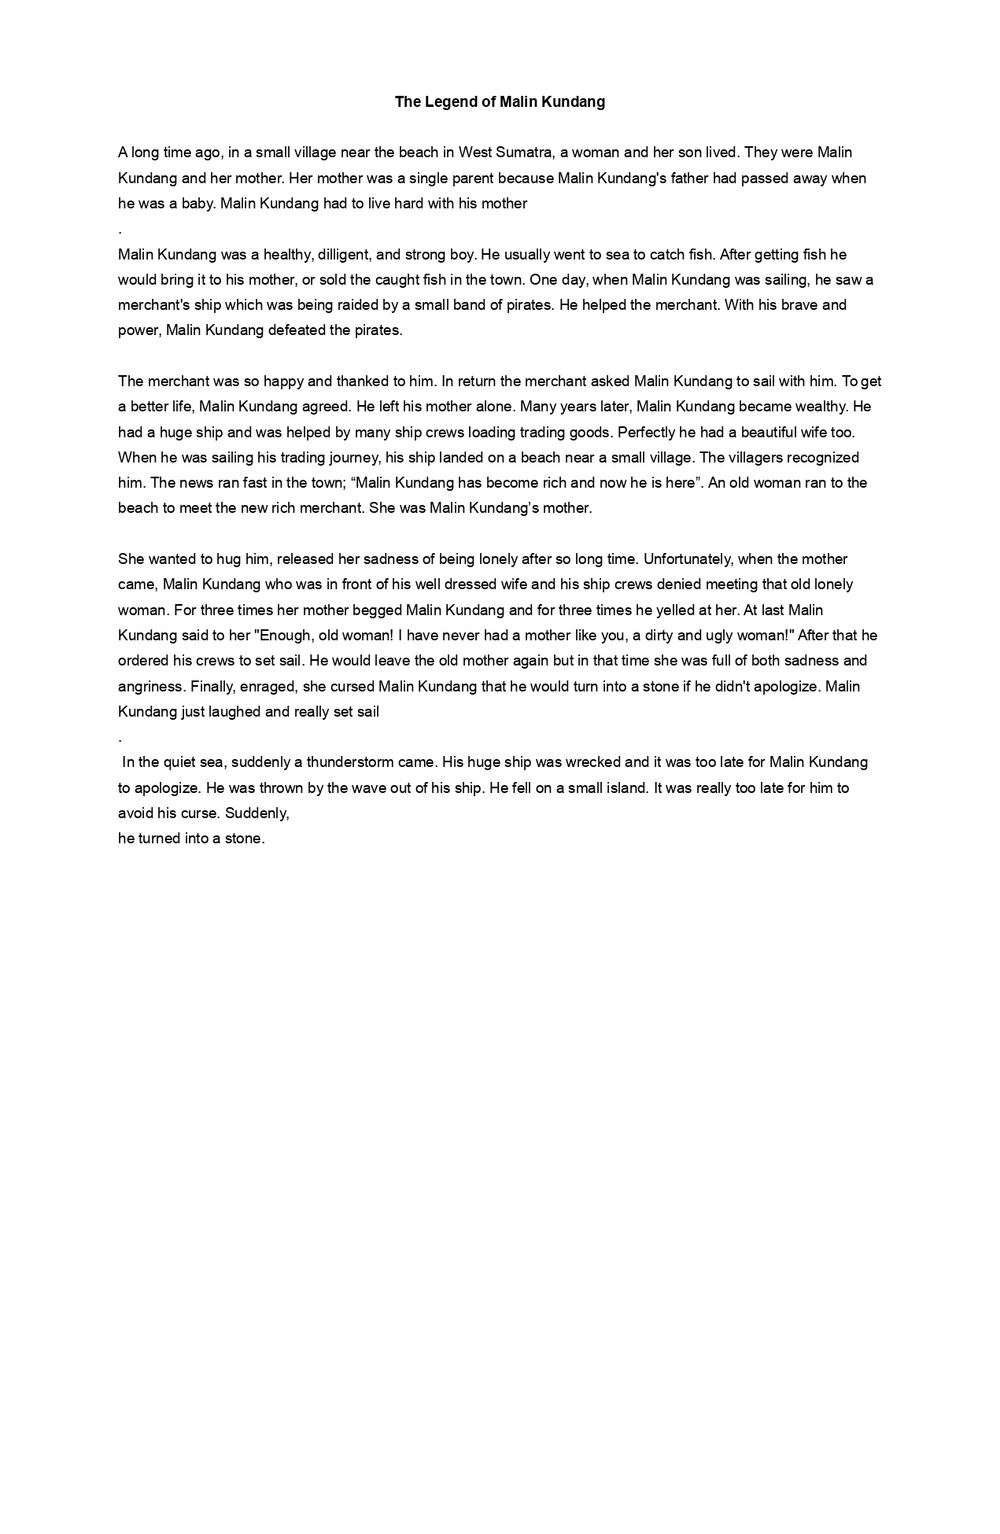 The Legend of Malin Kundang
A long time ago, in a small village near the beach in West Sumatra, a woman and her son lived. They were Malin
Kundang and her mother. Her mother was a single parent because Malin Kundang's father had passed away when
he was a baby. Malin Kundang had to live hard with his mother
.
Malin Kundang was a healthy, dilligent, and strong boy. He usually went to sea to catch fish. After getting fish he
would bring it to his mother, or sold the caught fish in the town. One day, when Malin Kundang was sailing, he saw a
merchant's ship which was being raided by a small band of pirates. He helped the merchant. With his brave and
power, Malin Kundang defeated the pirates.
The merchant was so happy and thanked to him. In return the merchant asked Malin Kundang to sail with him. To get
a better life, Malin Kundang agreed. He left his mother alone. Many years later, Malin Kundang became wealthy. He
had a huge ship and was helped by many ship crews loading trading goods. Perfectly he had a beautiful wife too.
When he was sailing his trading journey, his ship landed on a beach near a small village. The villagers recognized
him. The news ran fast in the town; “Malin Kundang has become rich and now he is here”. An old woman ran to the
beach to meet the new rich merchant. She was Malin Kundang’s mother.
She wanted to hug him, released her sadness of being lonely after so long time. Unfortunately, when the mother
came, Malin Kundang who was in front of his well dressed wife and his ship crews denied meeting that old lonely
woman. For three times her mother begged Malin Kundang and for three times he yelled at her. At last Malin
Kundang said to her "Enough, old woman! I have never had a mother like you, a dirty and ugly woman!" After that he
ordered his crews to set sail. He would leave the old mother again but in that time she was full of both sadness and
angriness. Finally, enraged, she cursed Malin Kundang that he would turn into a stone if he didn't apologize. Malin
Kundang just laughed and really set sail
.
In the quiet sea, suddenly a thunderstorm came. His huge ship was wrecked and it was too late for Malin Kundang
to apologize. He was thrown by the wave out of his ship. He fell on a small island. It was really too late for him to
avoid his curse. Suddenly,
he turned into a stone.